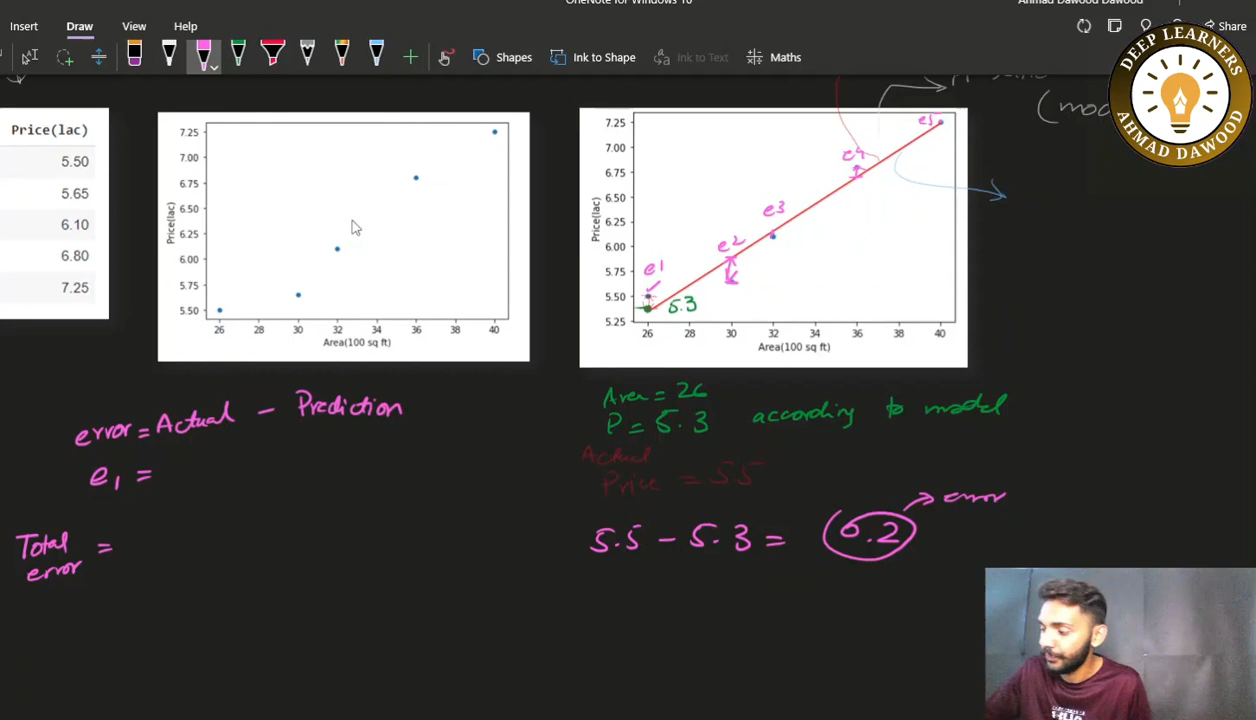 OneNote for Windows 10
Ahmad Dawood Dawood
Insert
Draw
View
Help
Share
Shapes
Ink to Shape
Ink to Text
Maths
DEEP LEARNERS
AHMAD DAWOOD
Price(lac)
5.50
5.65
6.10
6.80
7.25
7.25
7.00
6.75
6.50
6.25
6.00
5.75
5.50
Price(lac)
26 28 30 32 34 36 38 40
Area(100 sq ft)
7.25
7.00
6.75
6.50
6.25
6.00
5.75
5.50
5.25
Price(lac)
26 28 30 32 34 36 38 40
Area(100 sq ft)
e1
e2
e3
e4
e5
5.3
error = Actual - Prediction
e1 =
Total
error =
Area = 26
P = 5.3 according to model
Actual
Price = 5.5
5.5 - 5.3 = 0.2
error